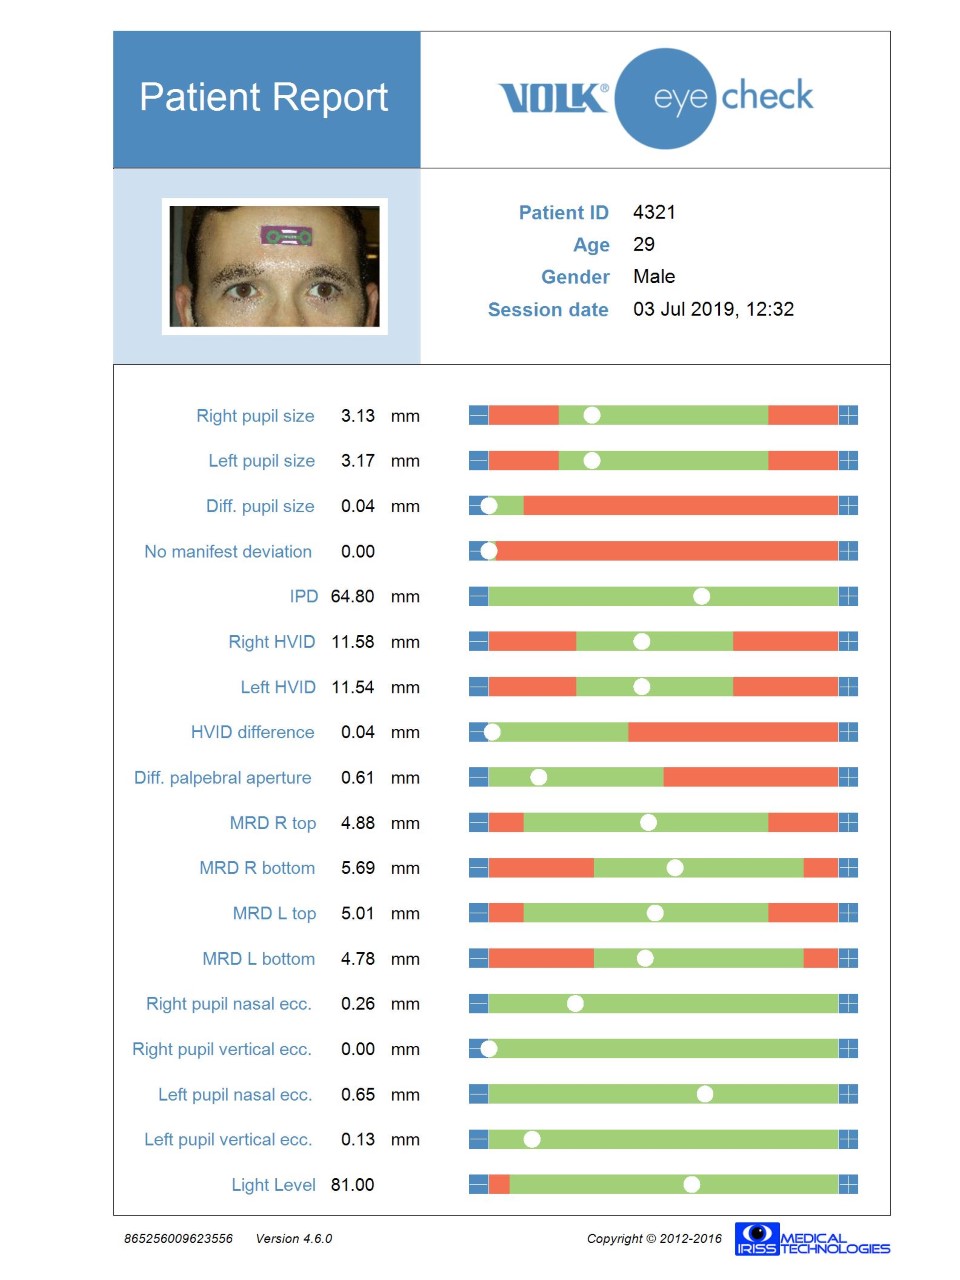 Patient Report
VOLK® eye check
Patient ID 4321
Age 29
Gender Male
Session date 03 Jul 2019, 12:32
Right pupil size 3.13 mm
Left pupil size 3.17 mm
Diff. pupil size 0.04 mm
No manifest deviation 0.00
IPD 64.80 mm
Right HVID 11.58 mm
Left HVID 11.54 mm
HVID difference 0.04 mm
Diff. palpebral aperture 0.61 mm
MRD R top 4.88 mm
MRD R bottom 5.69 mm
MRD L top 5.01 mm
MRD L bottom 4.78 mm
Right pupil nasal ecc. 0.26 mm
Right pupil vertical ecc. 0.00 mm
Left pupil nasal ecc. 0.65 mm
Left pupil vertical ecc. 0.13 mm
Light Level 81.00
865256009623556 Version 4.6.0 Copyright © 2012-2016
IRISS MEDICAL TECHNOLOGIES